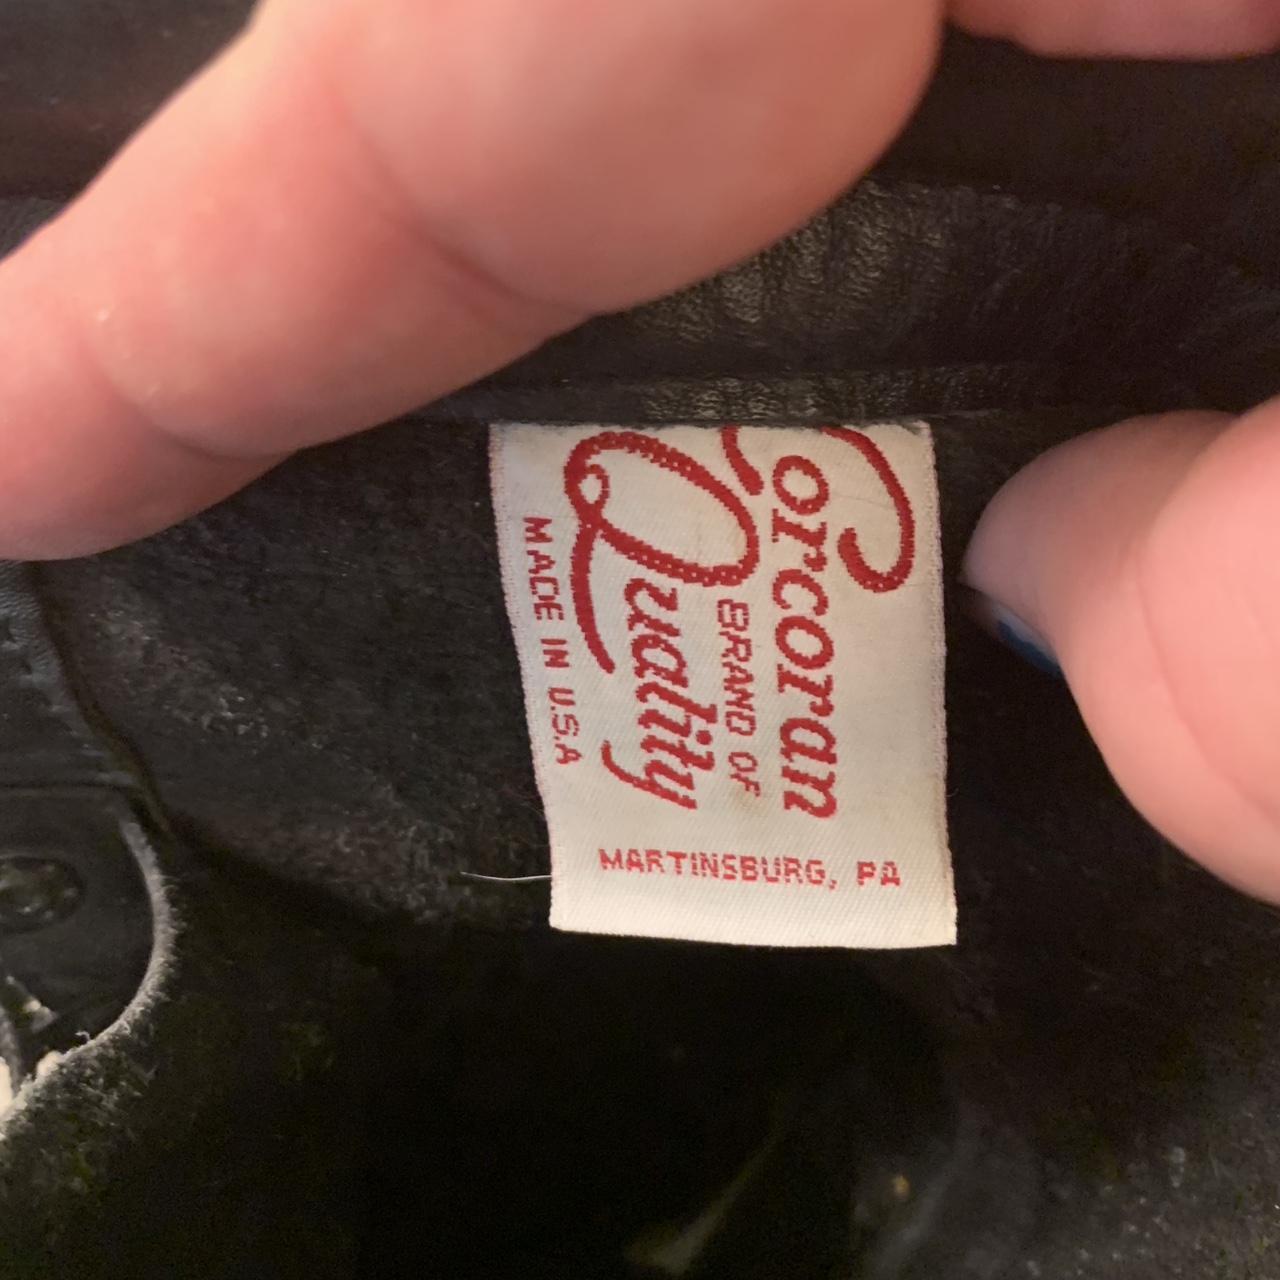 Corcoran
BRAND OF
Quality
MADE IN U.S.A
MARTINSBURG, PA